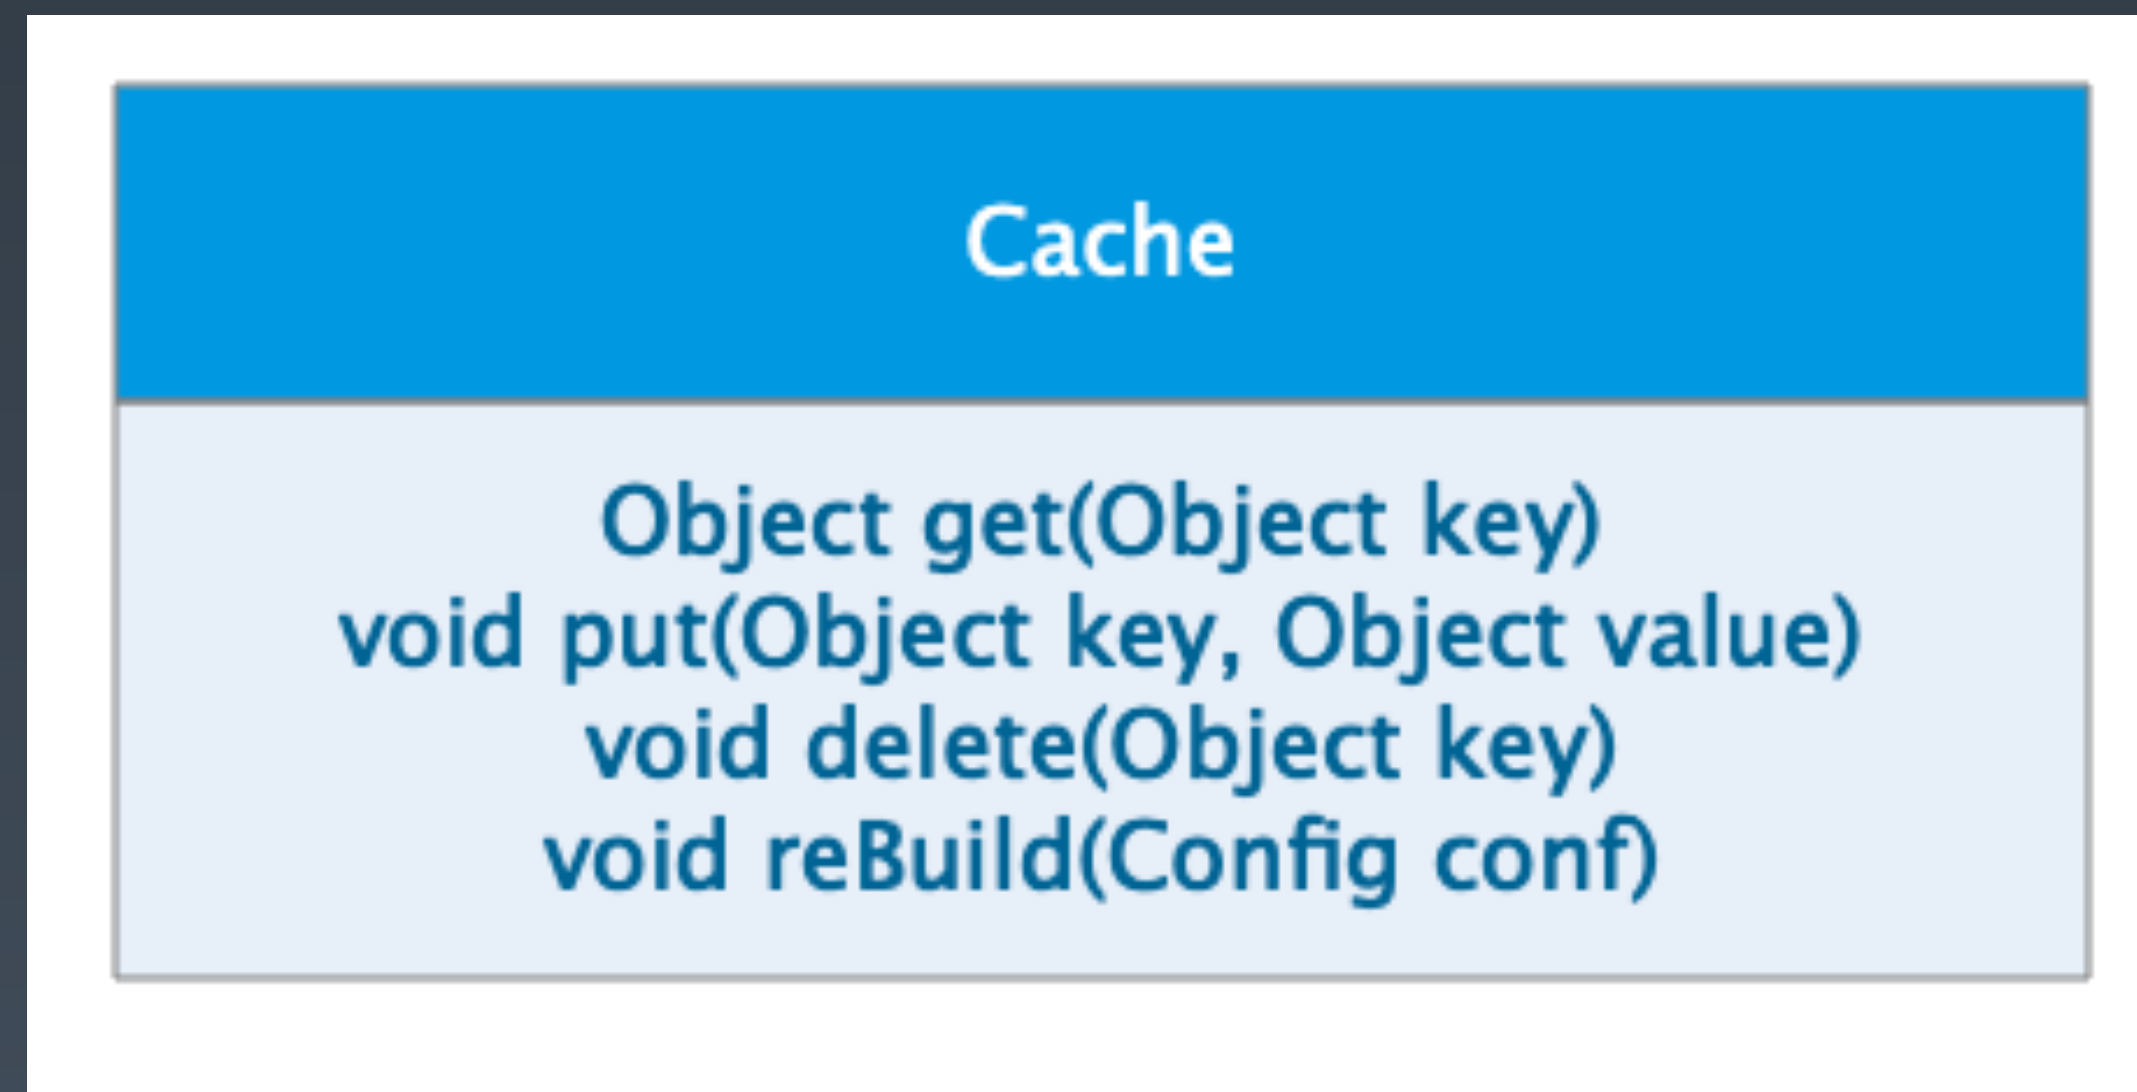 Cache
Object get(Object key)
void put(Object key, Object value)
void delete(Object key)
void reBuild(Config conf)